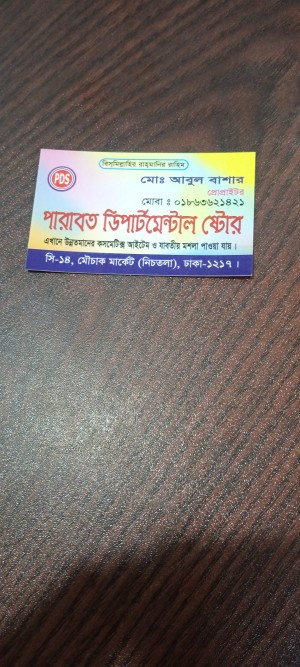 বিসমিল্লাহির রাহমানির রাহিম
PDS
মোঃ আবুল বাশার
প্রোপ্রাইটর
মোবা : ০১৮৬৩৬২১৪২১
পারাবত ডিপার্টমেন্টাল ষ্টোর
এখানে উন্নতমানের কসমেটিক্স আইটেম ও যাবতীয় মশলা পাওয়া যায় ।
সি-১৪, মৌচাক মার্কেট (নিচতলা), ঢাকা-১২১৭ ।